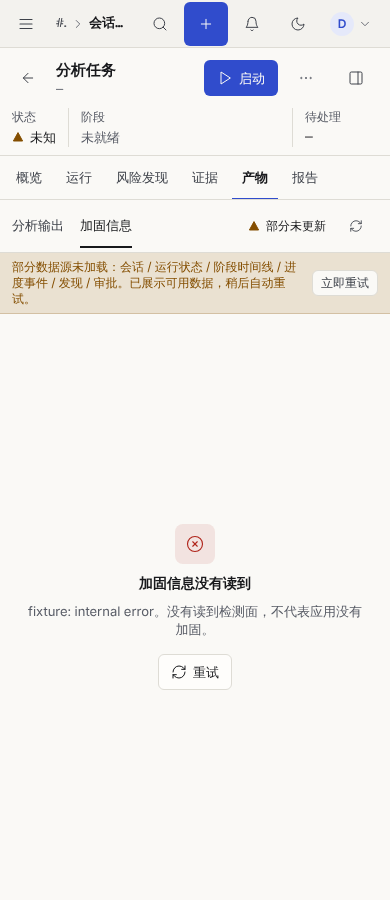 #. 会话…
D
分析任务
–
启动
状态
阶段
待处理
未知
未就绪
–
概览 运行 风险发现 证据 产物 报告
分析输出 加固信息 部分未更新
部分数据源未加载：会话 / 运行状态 / 阶段时间线 / 进
度事件 / 发现 / 审批。已展示可用数据，稍后自动重
试。
立即重试
加固信息没有读到
fixture: internal error。没有读到检测面，不代表应用没有
加固。
重试